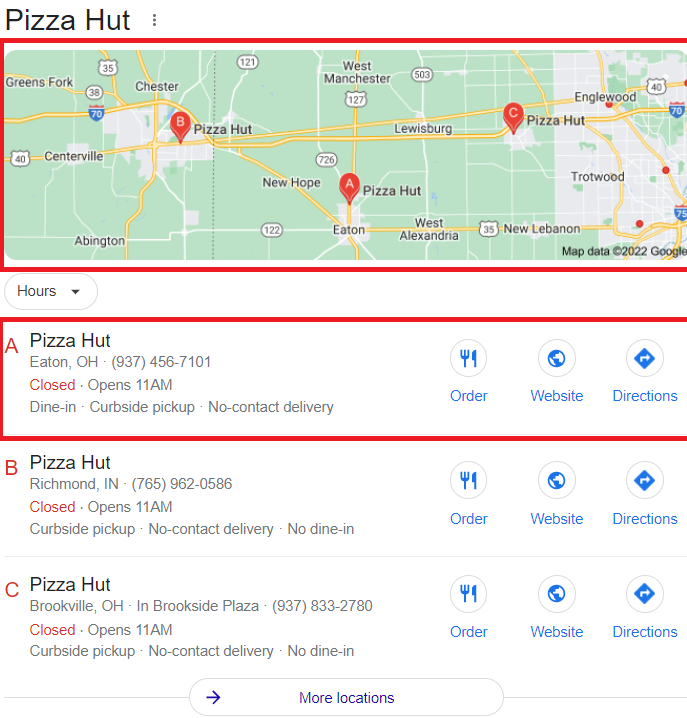 Pizza Hut
35
121
West
Manchester
503
Greens Fork
38
Chester
40
Englewood
70
127
B
Pizza Hut
C
Pizza Hut
70
Lewisburg
40
Centerville
726
New Hope
A
Pizza Hut
Trotwood
75
122
Eaton
West
Alexandria
35
New Lebanon
Abington
Map data ©2022 Google
Hours
A
Pizza Hut
Eaton, OH · (937) 456-7101
Closed · Opens 11AM
Dine-in · Curbside pickup · No-contact delivery
Order
Website
Directions
B
Pizza Hut
Richmond, IN · (765) 962-0586
Closed · Opens 11AM
Curbside pickup · No-contact delivery · No dine-in
Order
Website
Directions
C
Pizza Hut
Brookville, OH · In Brookside Plaza · (937) 833-2780
Closed · Opens 11AM
Curbside pickup · No-contact delivery · No dine-in
Order
Website
Directions
More locations